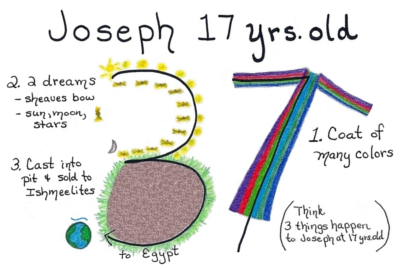 Joseph 17 yrs. old
2. 2 dreams
- sheaves bow
- sun, moon,
stars
3. Cast into
pit & sold to
Ishmeelites
to Egypt
1. Coat of
many colors
(Think
3 things happen
to Joseph at 17 yrs. old)